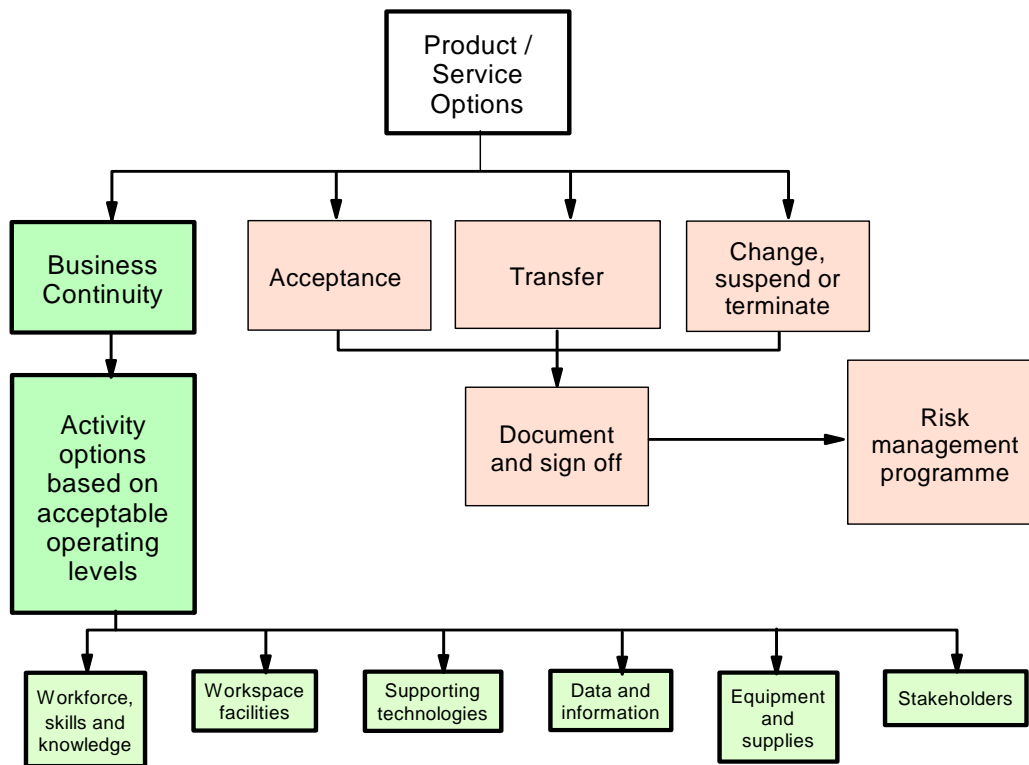 Product /
Service
Options
Business
Continuity
Acceptance
Transfer
Change,
suspend or
terminate
Activity
options
based on
acceptable
operating
levels
Document
and sign off
Risk
management
programme
Workforce,
skills and
knowledge
Workspace
facilities
Supporting
technologies
Data and
information
Equipment
and
supplies
Stakeholders